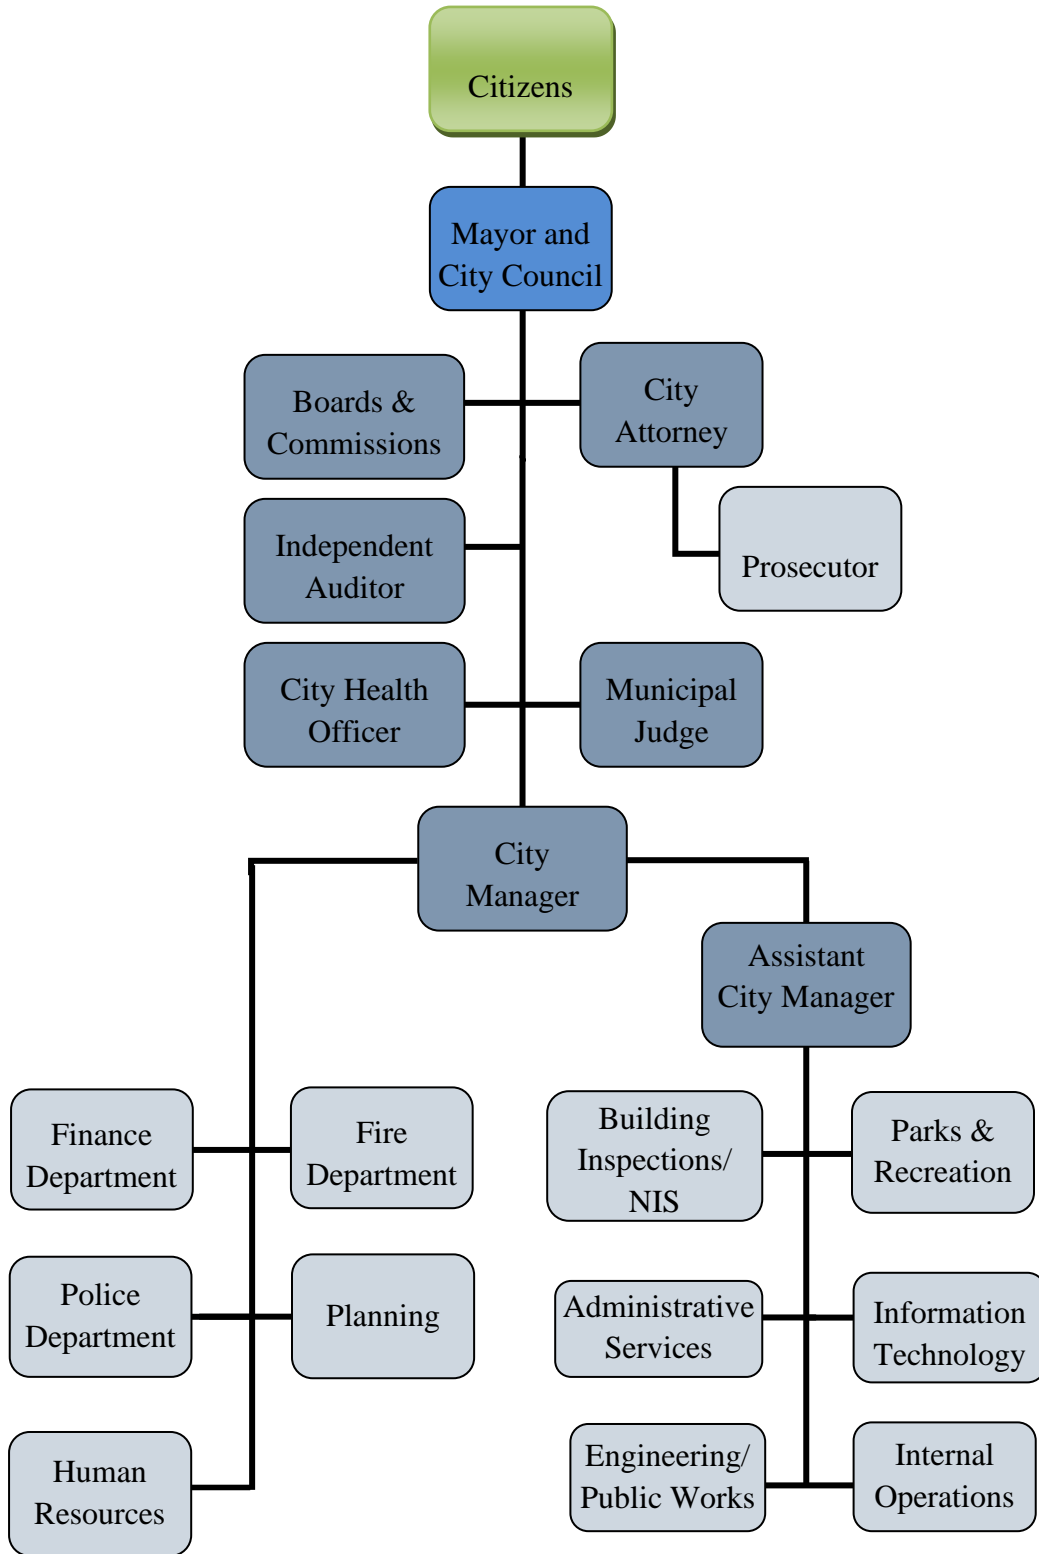 Citizens
Mayor and
City Council
Boards &
Commissions
City
Attorney
Independent
Auditor
Prosecutor
City Health
Officer
Municipal
Judge
City
Manager
Assistant
City Manager
Finance
Department
Fire
Department
Building
Inspections/
NIS
Parks &
Recreation
Police
Department
Planning
Administrative
Services
Information
Technology
Human
Resources
Engineering/
Public Works
Internal
Operations